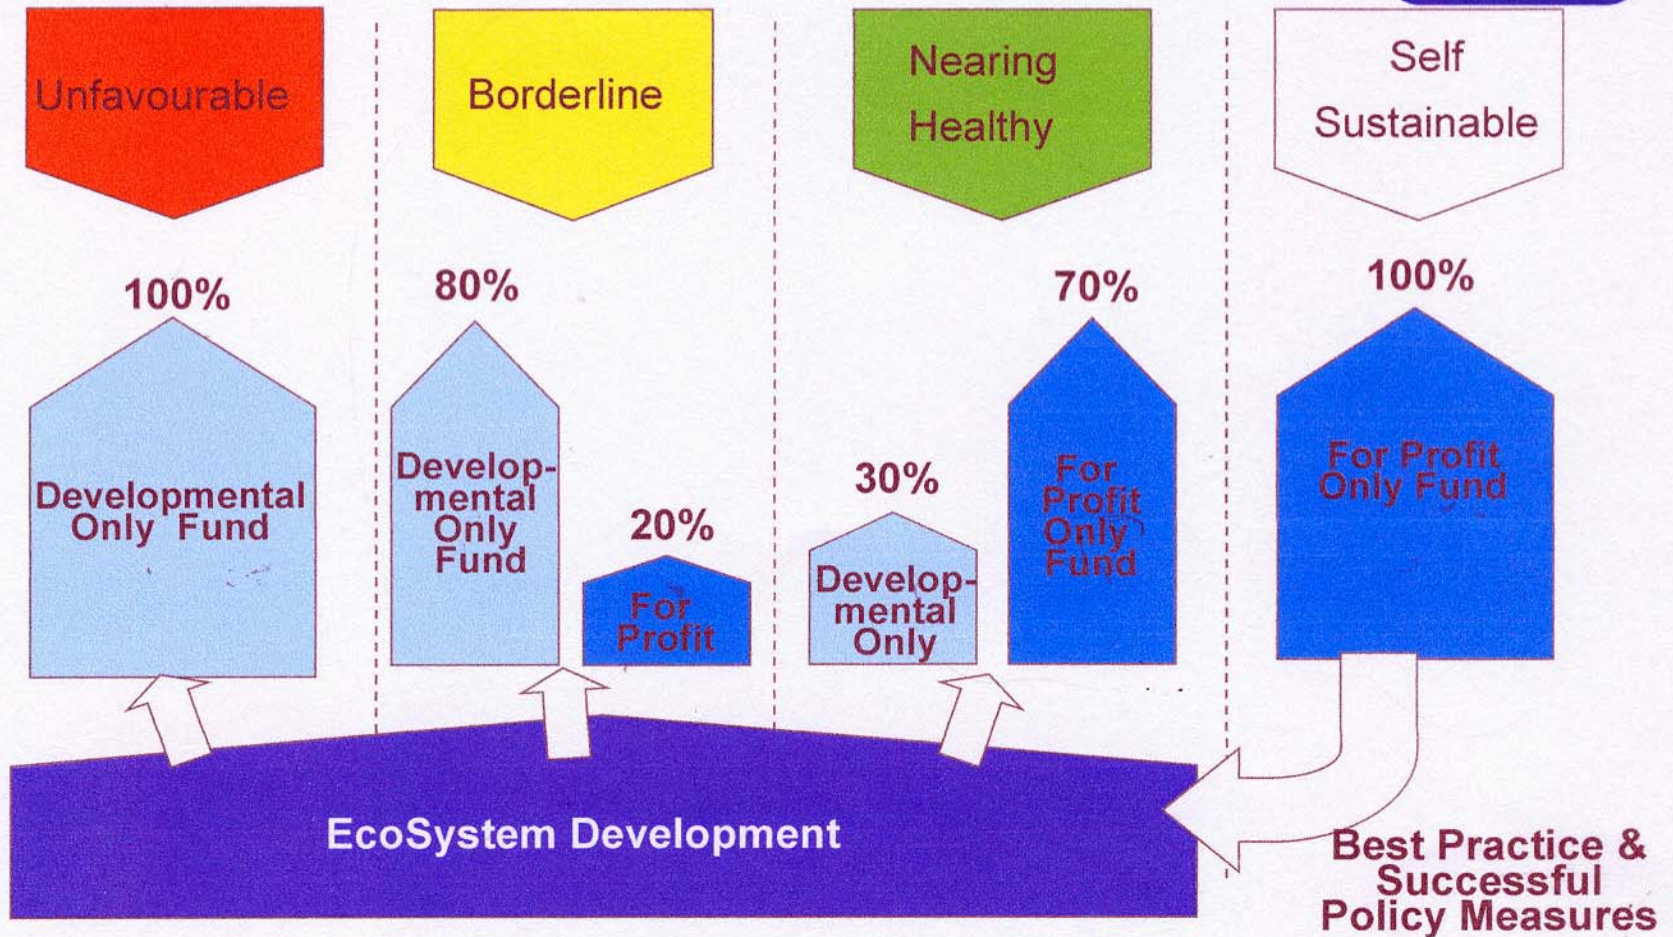 Unfavourable
Borderline
Nearing
Healthy
Self
Sustainable
100%
Developmental
Only Fund
80%
Develop-
mental
Only
Fund
20%
For
Profit
30%
Develop-
mental
Only
70%
For
Profit
Only
Fund
100%
For Profit
Only Fund
EcoSystem Development
Best Practice &
Successful
Policy Measures